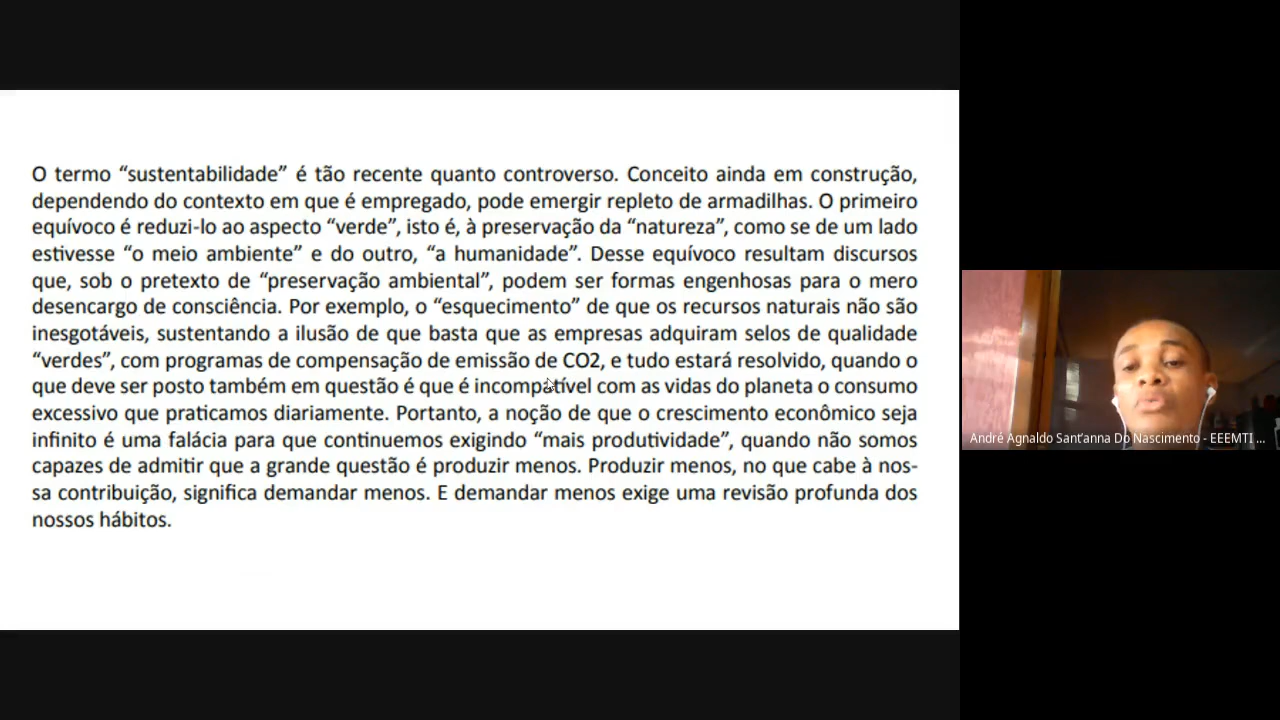 O termo “sustentabilidade” é tão recente quanto controverso. Conceito ainda em construção,
dependendo do contexto em que é empregado, pode emergir repleto de armadilhas. O primeiro
equívoco é reduzi-lo ao aspecto “verde”, isto é, à preservação da “natureza”, como se de um lado
estivesse “o meio ambiente” e do outro, “a humanidade”. Desse equívoco resultam discursos
que, sob o pretexto de “preservação ambiental”, podem ser formas engenhosas para o mero
desencargo de consciência. Por exemplo, o “esquecimento” de que os recursos naturais não são
inesgotáveis, sustentando a ilusão de que basta que as empresas adquiram selos de qualidade
“verdes”, com programas de compensação de emissão de CO2, e tudo estará resolvido, quando o
que deve ser posto também em questão é que é incompatível com as vidas do planeta o consumo
excessivo que praticamos diariamente. Portanto, a noção de que o crescimento econômico seja
infinito é uma falácia para que continuemos exigindo “mais produtividade”, quando não somos
capazes de admitir que a grande questão é produzir menos. Produzir menos, no que cabe à nos-
sa contribuição, significa demandar menos. E demandar menos exige uma revisão profunda dos
nossos hábitos.
André Agnaldo Sant’anna Do Nascimento - EEEMTI ...